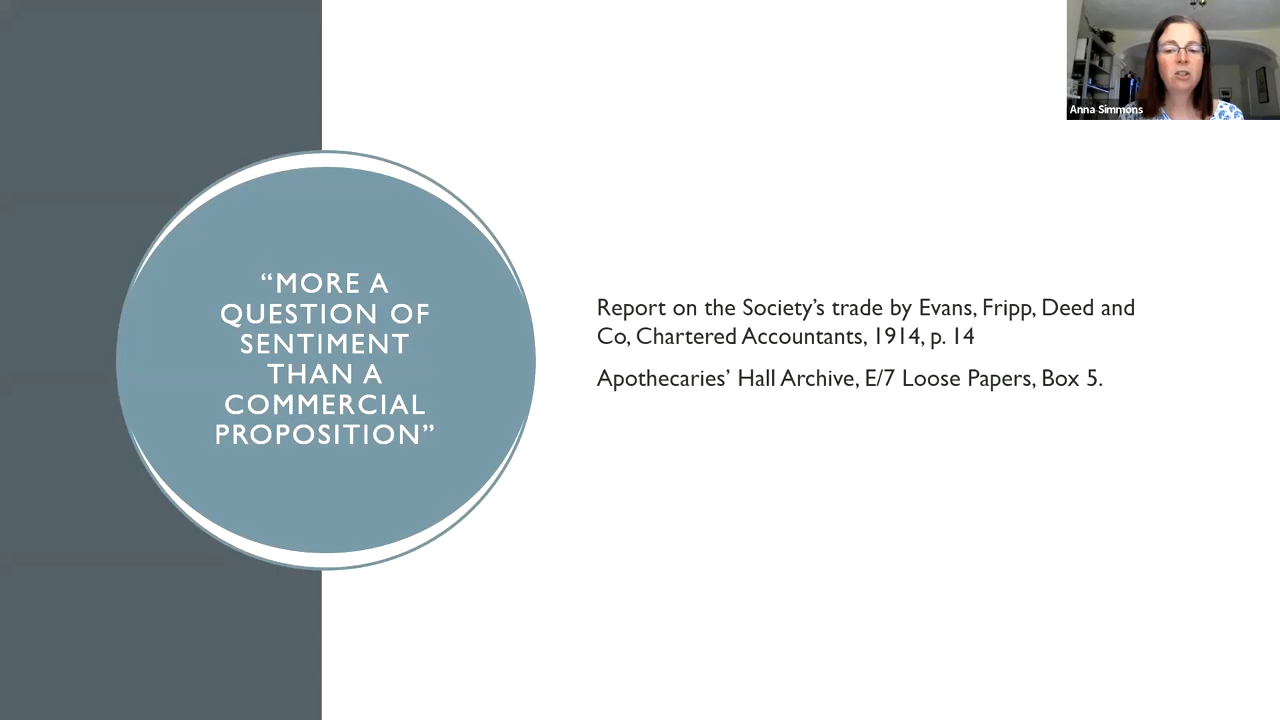 Anna Simmons
“MORE A
QUESTION OF
SENTIMENT
THAN A
COMMERCIAL
PROPOSITION”
Report on the Society’s trade by Evans, Fripp, Deed and
Co, Chartered Accountants, 1914, p. 14
Apothecaries’ Hall Archive, E/7 Loose Papers, Box 5.